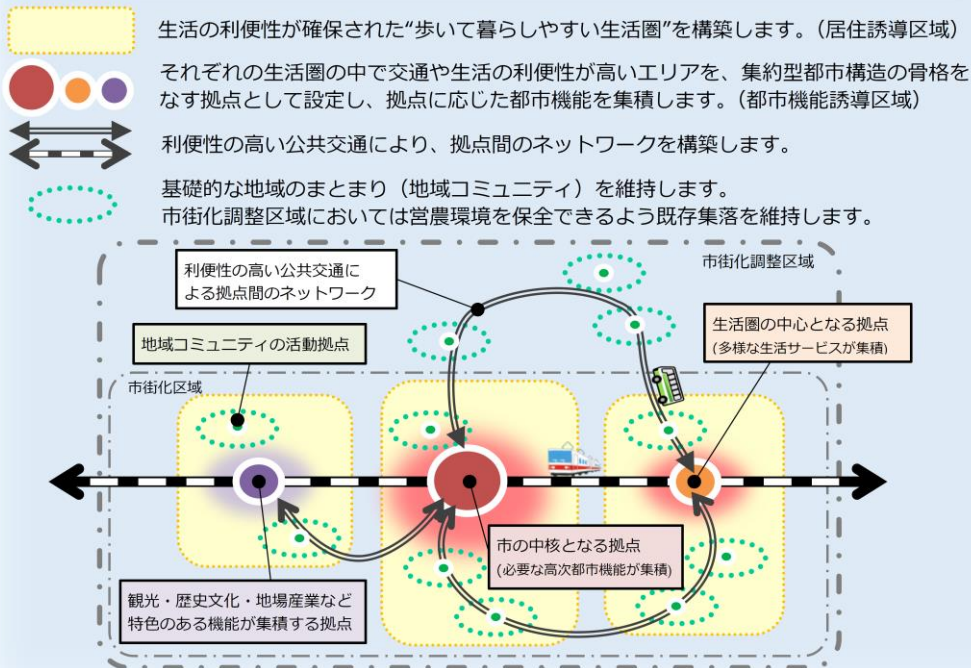 生活の利便性が確保された“歩いて暮らしやすい生活圏”を構築します。（居住誘導区域）
それぞれの生活圏の中で交通や生活の利便性が高いエリアを、集約型都市構造の骨格を
なす拠点として設定し、拠点に応じた都市機能を集積します。（都市機能誘導区域）
利便性の高い公共交通により、拠点間のネットワークを構築します。
基礎的な地域のまとまり（地域コミュニティ）を維持します。
市街化調整区域においては営農環境を保全できるよう既存集落を維持します。
市街化調整区域
利便性の高い公共交通に
よる拠点間のネットワーク
生活圏の中心となる拠点
(多様な生活サービスが集積)
地域コミュニティの活動拠点
市街化区域
市の中核となる拠点
(必要な高次都市機能が集積)
観光・歴史文化・地場産業など
特色のある機能が集積する拠点